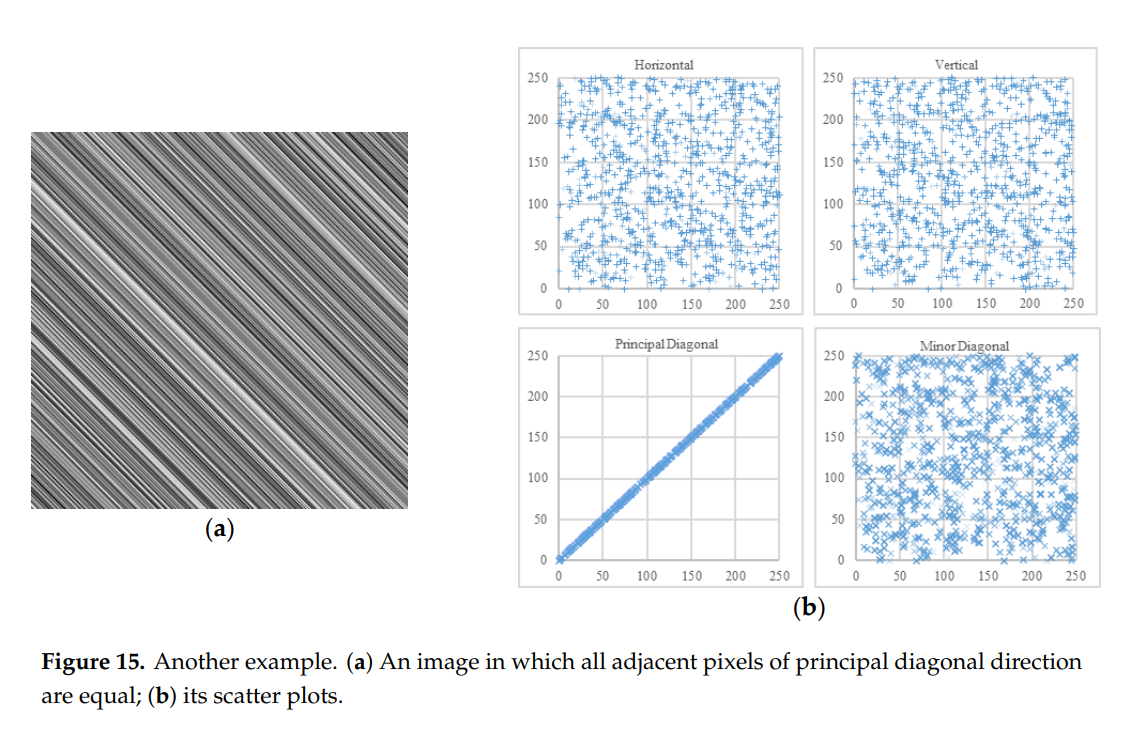 Horizontal
250
200
150
100
50
0
0 50 100 150 200 250
Vertical
250
200
150
100
50
0
0 50 100 150 200 250
Principal Diagonal
250
200
150
100
50
0
0 50 100 150 200 250
Minor Diagonal
250
200
150
100
50
0
0 50 100 150 200 250
(a)
(b)
Figure 15. Another example. (a) An image in which all adjacent pixels of principal diagonal direction
are equal; (b) its scatter plots.